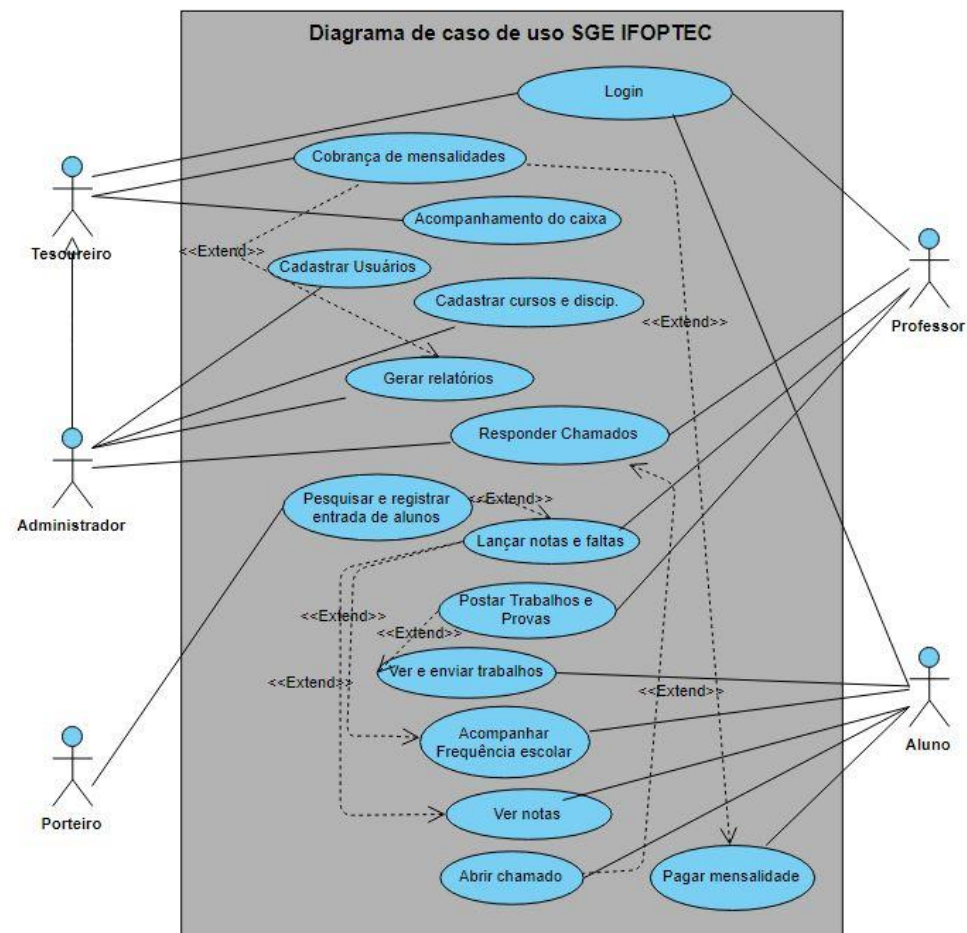 Diagrama de caso de uso SGE IFOPTEC
Login
Cobrança de mensalidades
Acompanhamento do caixa
Tesoureiro
<<Extend>>
Cadastrar Usuários
Cadastrar cursos e discip.
<<Extend>>
Professor
Gerar relatórios
Responder Chamados
Administrador
Pesquisar e registrar
entrada de alunos
<<Extend>>
Lançar notas e faltas
Postar Trabalhos e
Provas
<<Extend>>
<<Extend>>
Ver e enviar trabalhos
<<Extend>>
<<Extend>>
Acompanhar
Frequência escolar
Aluno
Porteiro
Ver notas
Abrir chamado
Pagar mensalidade